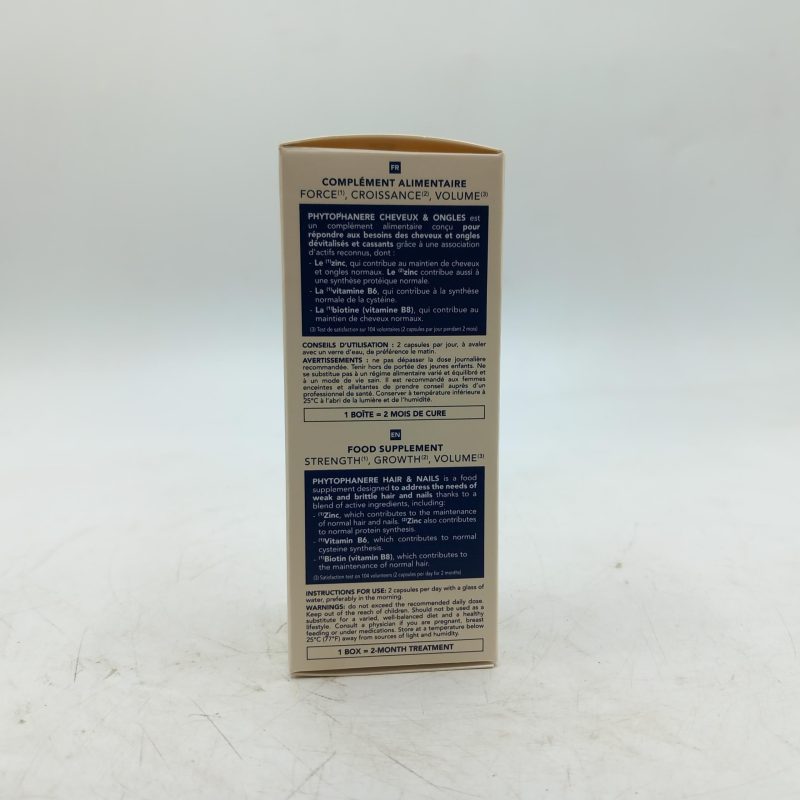 FR
COMPLÉMENT ALIMENTAIRE
FORCE(1), CROISSANCE(2), VOLUME(3)
PHYTOPHANERE CHEVEUX & ONGLES est
un complément alimentaire conçu pour
répondre aux besoins des cheveux et ongles
dévitalisés et cassants grâce à une association
d'actifs reconnus, dont :
- Le (1)zinc, qui contribue au maintien de cheveux
et ongles normaux. Le (2)zinc contribue aussi à
une synthèse protéique normale.
- La (1)vitamine B6, qui contribue à la synthèse
normale de la cystéine.
- La (1)biotine (vitamine B8), qui contribue au
maintien de cheveux normaux.
(3) Test de satisfaction sur 104 volontaires (2 capsules par jour pendant 2 mois)
CONSEILS D'UTILISATION : 2 capsules par jour, à avaler
avec un verre d'eau, de préférence le matin.
AVERTISSEMENTS : ne pas dépasser la dose journalière
recommandée. Tenir hors de portée des jeunes enfants. Ne
se substitue pas à un régime alimentaire varié et équilibré et
à un mode de vie sain. Il est recommandé aux femmes
enceintes et allaitantes de prendre conseil auprès d'un
professionnel de santé. Conserver à température inférieure à
25°C à l'abri de la lumière et de l'humidité.
1 BOÎTE = 2 MOIS DE CURE
EN
FOOD SUPPLEMENT
STRENGTH(1), GROWTH(2), VOLUME(3)
PHYTOPHANERE HAIR & NAILS is a food
supplement designed to address the needs of
weak and brittle hair and nails thanks to a
blend of active ingredients, including:
- (1)Zinc, which contributes to the maintenance
of normal hair and nails. (2)Zinc also contributes
to normal protein synthesis.
- (1)Vitamin B6, which contributes to normal
cysteine synthesis.
- (1)Biotin (vitamin B8), which contributes to
the maintenance of normal hair.
(3) Satisfaction test on 104 volunteers (2 capsules per day for 2 months)
INSTRUCTIONS FOR USE: 2 capsules per day with a glass of
water, preferably in the morning.
WARNINGS: do not exceed the recommended daily dose.
Keep out of the reach of children. Should not be used as a
substitute for a varied, well-balanced diet and a healthy
lifestyle. Consult a physician if you are pregnant, breast
feeding or under medications. Store at a temperature below
25°C (77°F) away from sources of light and humidity.
1 BOX = 2-MONTH TREATMENT